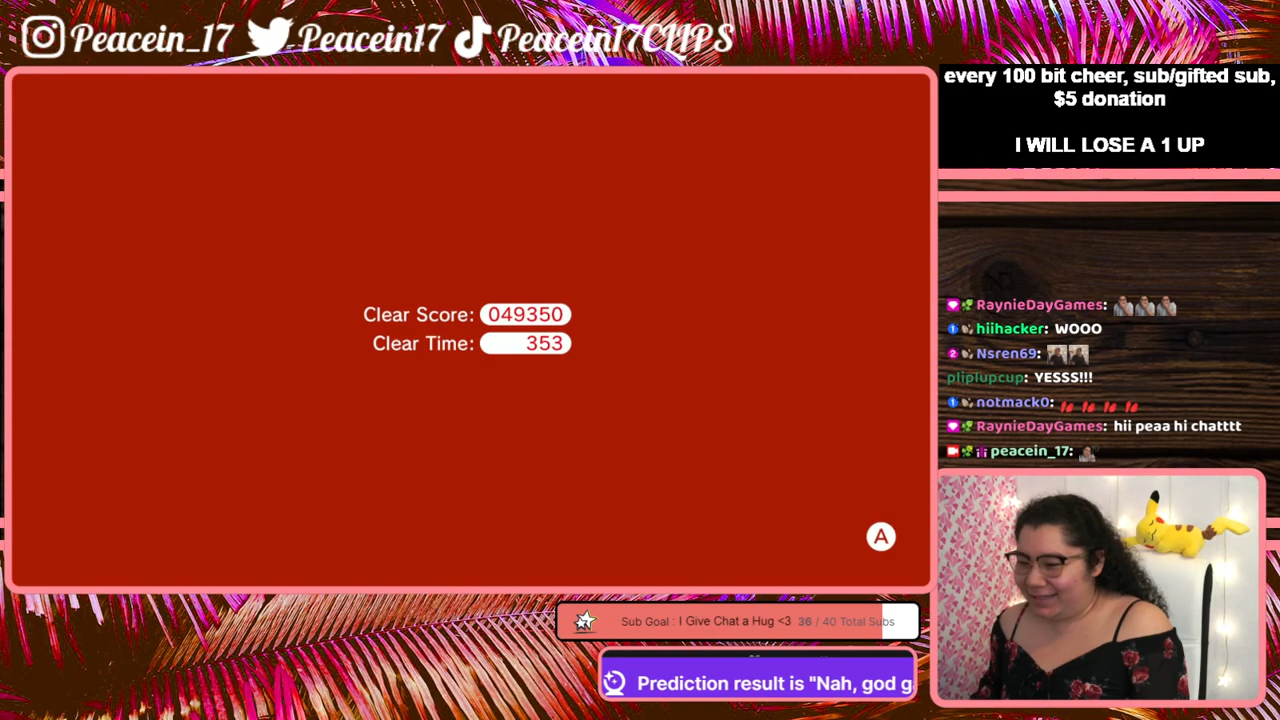 Peacein_17 Peacein17 Peacein17CLIPS
every 100 bit cheer, sub/gifted sub,
$5 donation
I WILL LOSE A 1 UP
Clear Score: 049350
Clear Time: 353
A
RaynieDayGames:
hiihacker: WOOO
Nsren69:
pliplupcup: YESSS!!!
notmack0:
RaynieDayGames: hii peaa hi chatttt
peacein_17:
Sub Goal : I Give Chat a Hug <3 36 / 40 Total Subs
Prediction result is "Nah, god g